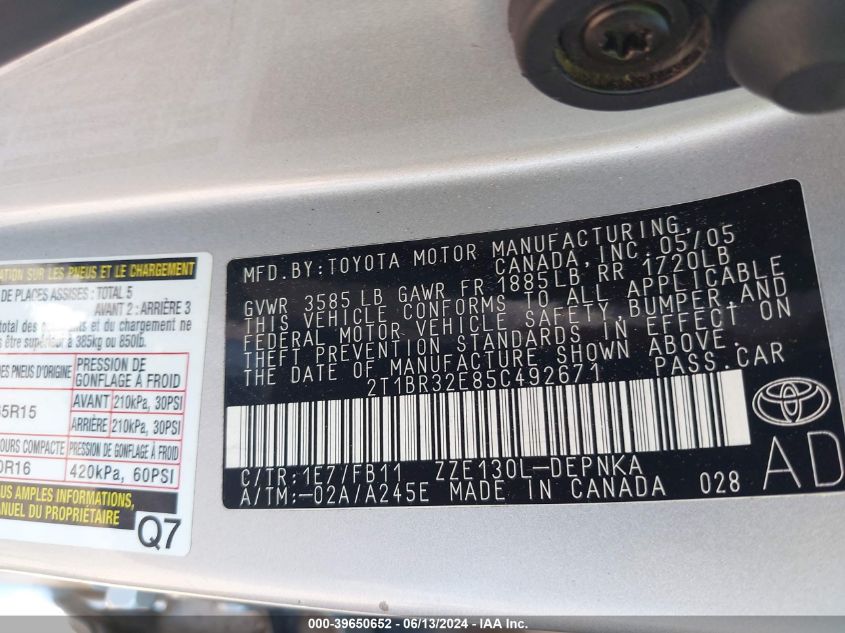 ATION SUR LES PNEUS ET LE CHARGEMENT
DE PLACES ASSISES : TOTAL 5
AVANT 2 : ARRIÈRE 3
total des occupants et du chargement ne
s être supérieur à 385kg ou 850lb.
DES PNEUS D'ORIGINE
PRESSION DE
GONFLAGE À FROID
5R15
AVANT 210kPa, 30PSI
ARRIÈRE 210kPa, 30PSI
OURS COMPACTE PRESSION DE GONFLAGE À FROID
0R16 420kPa, 60PSI
US AMPLES INFORMATIONS,
ANUEL DU PROPRIÉTAIRE
Q7
MFD.BY:TOYOTA MOTOR MANUFACTURING,
CANADA,INC.05/05
GVWR 3585LB GAWR FR 1885LB RR 1720LB
THIS VEHICLE CONFORMS TO ALL APPLICABLE
FEDERAL MOTOR VEHICLE SAFETY,BUMPER,AND
THEFT PREVENTION STANDARDS IN EFFECT ON
THE DATE OF MANUFACTURE SHOWN ABOVE.
2T1BR32E85C492671 PASS.CAR
C/TR:1E7/FB11 ZZE130L-DEPNKA
A/TM:-02A/A245E MADE IN CANADA 028
AD
000-39650652 - 06/13/2024 - IAA Inc.